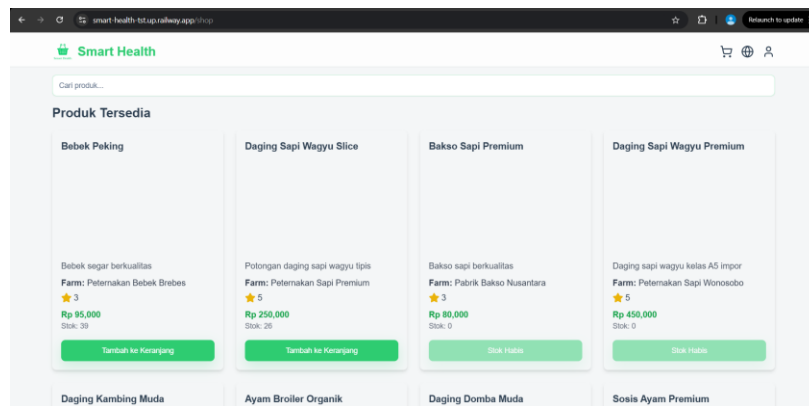 smart-health-tst.up.railway.app/shop
Relaunch to update
Smart Health
Cari produk...
Produk Tersedia
Bebek Peking
Bebek segar berkualitas
Farm: Peternakan Bebek Brebes
3
Rp 95,000
Stok: 39
Tambah ke Keranjang
Daging Sapi Wagyu Slice
Potongan daging sapi wagyu tipis
Farm: Peternakan Sapi Premium
5
Rp 250,000
Stok: 26
Tambah ke Keranjang
Bakso Sapi Premium
Bakso sapi berkualitas
Farm: Pabrik Bakso Nusantara
3
Rp 80,000
Stok: 0
Stok Habis
Daging Sapi Wagyu Premium
Daging sapi wagyu kelas A5 impor
Farm: Peternakan Sapi Wonosobo
5
Rp 450,000
Stok: 0
Stok Habis
Daging Kambing Muda
Ayam Broiler Organik
Daging Domba Muda
Sosis Ayam Premium